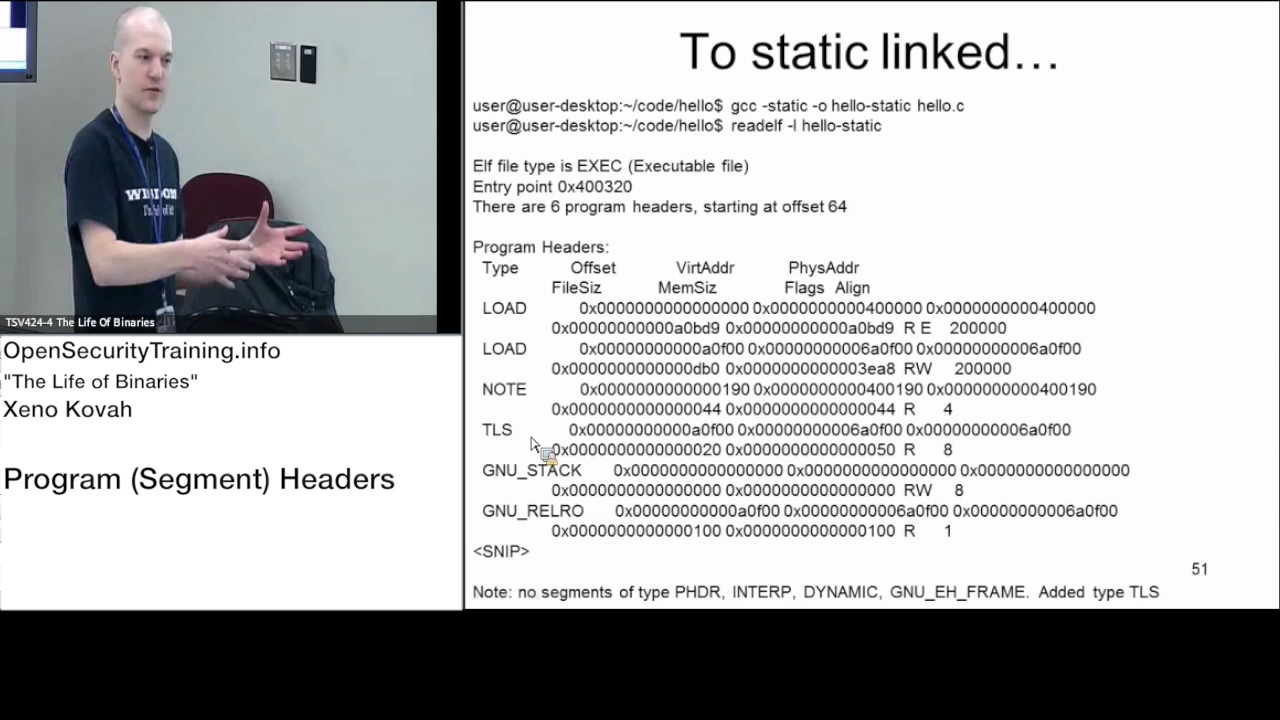 WISDOM
TSV424-4 The Life Of Binaries
OpenSecurityTraining.info
"The Life of Binaries"
Xeno Kovah
Program (Segment) Headers
To static linked…
user@user-desktop:~/code/hello$ gcc -static -o hello-static hello.c
user@user-desktop:~/code/hello$ readelf -l hello-static
Elf file type is EXEC (Executable file)
Entry point 0x400320
There are 6 program headers, starting at offset 64
Program Headers:
Type Offset VirtAddr PhysAddr
FileSiz MemSiz Flags Align
LOAD 0x0000000000000000 0x0000000000400000 0x0000000000400000
0x00000000000a0bd9 0x00000000000a0bd9 R E 200000
LOAD 0x00000000000a0f00 0x00000000006a0f00 0x00000000006a0f00
0x0000000000000db0 0x0000000000003ea8 RW 200000
NOTE 0x0000000000000190 0x0000000000400190 0x0000000000400190
0x0000000000000044 0x0000000000000044 R 4
TLS 0x00000000000a0f00 0x00000000006a0f00 0x00000000006a0f00
0x0000000000000020 0x0000000000000050 R 8
GNU_STACK 0x0000000000000000 0x0000000000000000 0x0000000000000000
0x0000000000000000 0x0000000000000000 RW 8
GNU_RELRO 0x00000000000a0f00 0x00000000006a0f00 0x00000000006a0f00
0x0000000000000100 0x0000000000000100 R 1
<SNIP>
51
Note: no segments of type PHDR, INTERP, DYNAMIC, GNU_EH_FRAME. Added type TLS